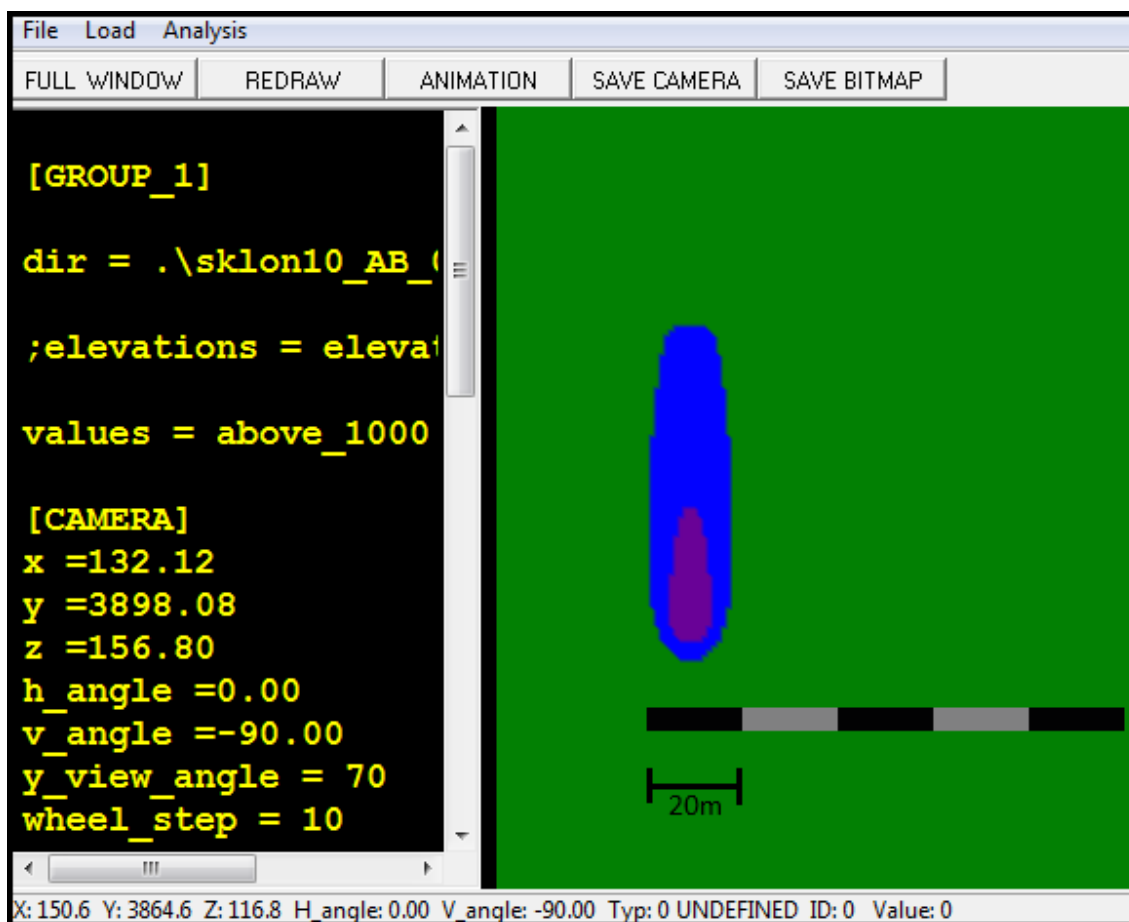 File Load Analysis
FULL WINDOW REDRAW ANIMATION SAVE CAMERA SAVE BITMAP
[GROUP_1]
dir = .\sklon10_AB_
;elevations = eleva
values = above_1000
[CAMERA]
x =132.12
y =3898.08
z =156.80
h_angle =0.00
v_angle =-90.00
y_view_angle = 70
wheel_step = 10
20m
X: 150.6 Y: 3864.6 Z: 116.8 H_angle: 0.00 V_angle: -90.00 Typ: 0 UNDEFINED ID: 0 Value: 0